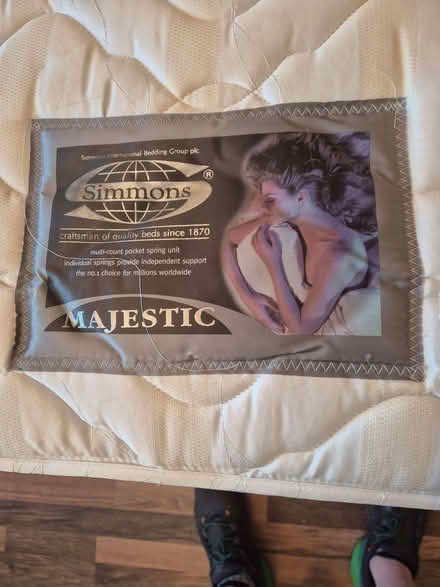 Simmons International Bedding Group plc.
Simmons ®
craftsman of quality beds since 1870
multi-count pocket spring unit
individual springs provide independent support
the no.1 choice for millions worldwide
MAJESTIC